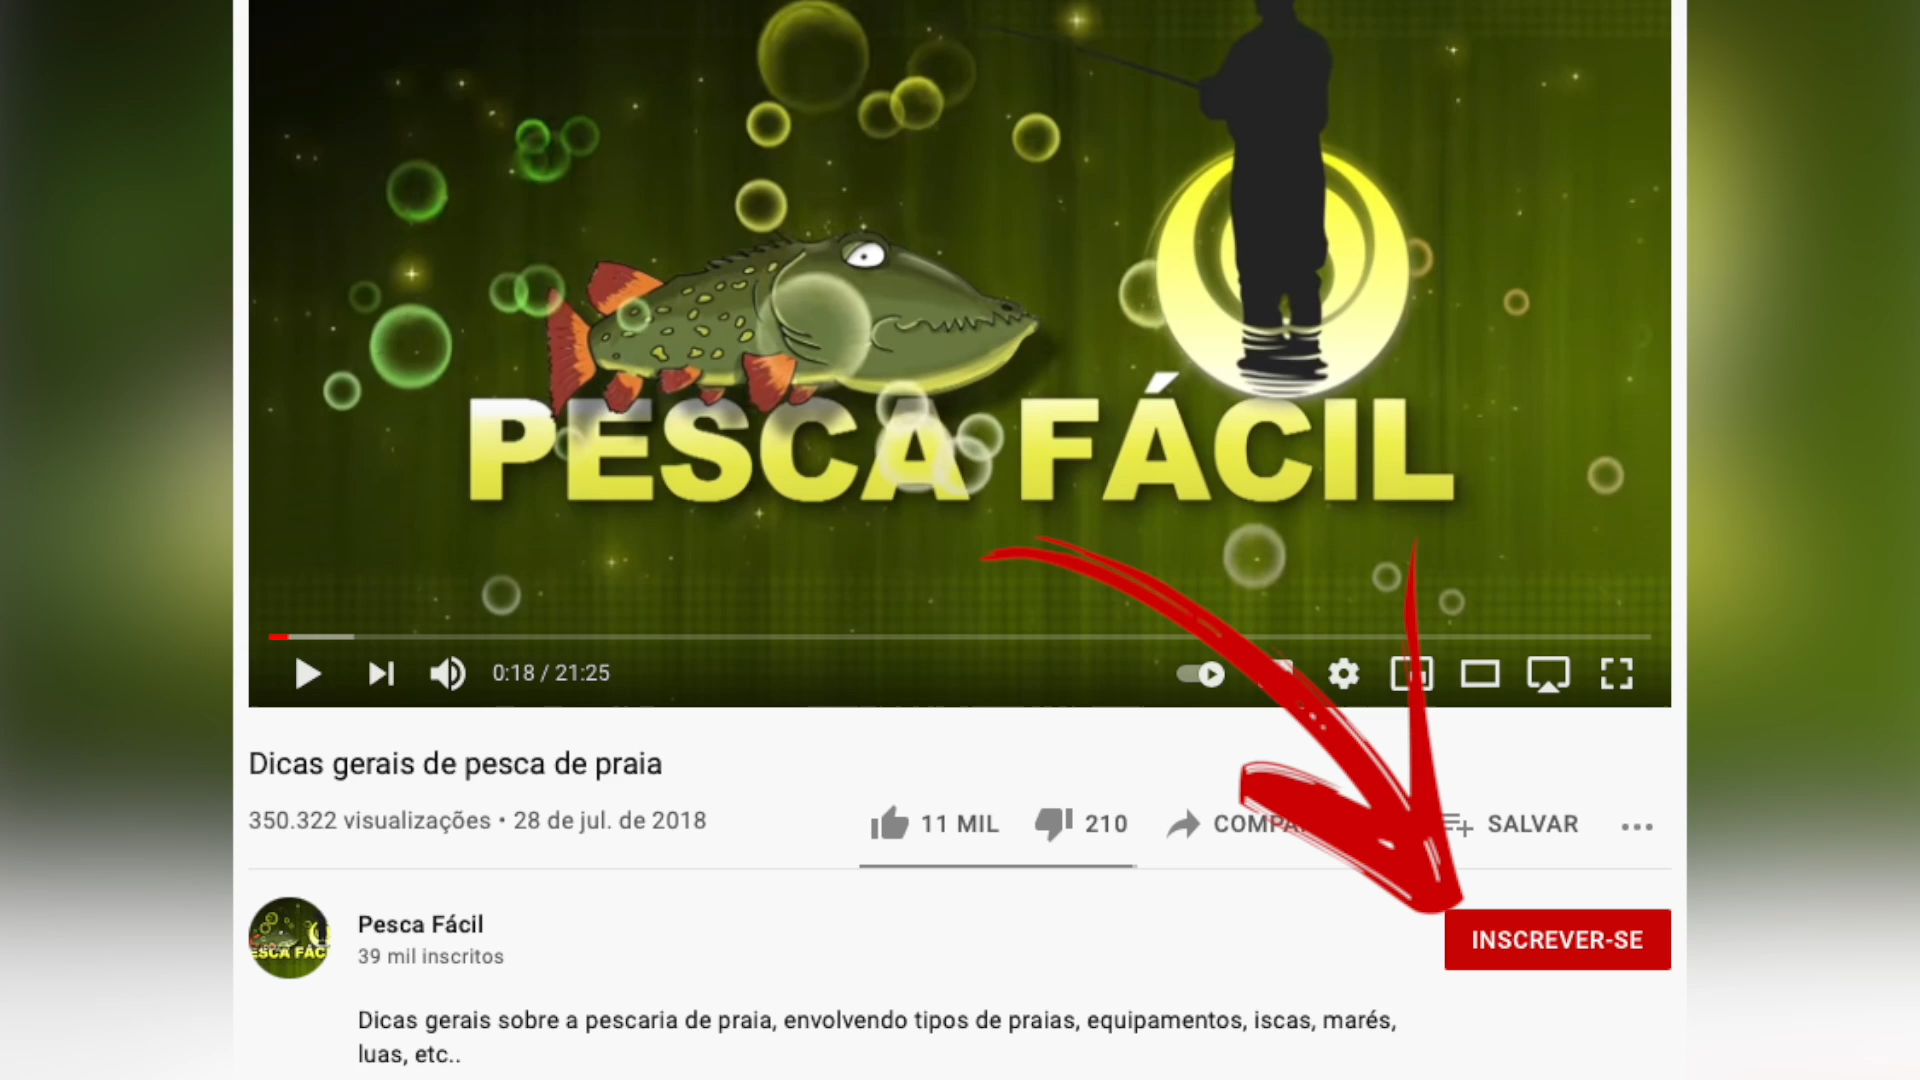 PESCA FÁCIL
0:18 / 21:25
Dicas gerais de pesca de praia
350.322 visualizações • 28 de jul. de 2018
11 MIL 210 SALVAR
ESCA FÁC
Pesca Fácil
39 mil inscritos
INSCREVER-SE
Dicas gerais sobre a pescaria de praia, envolvendo tipos de praias, equipamentos, iscas, marés,
luas, etc..